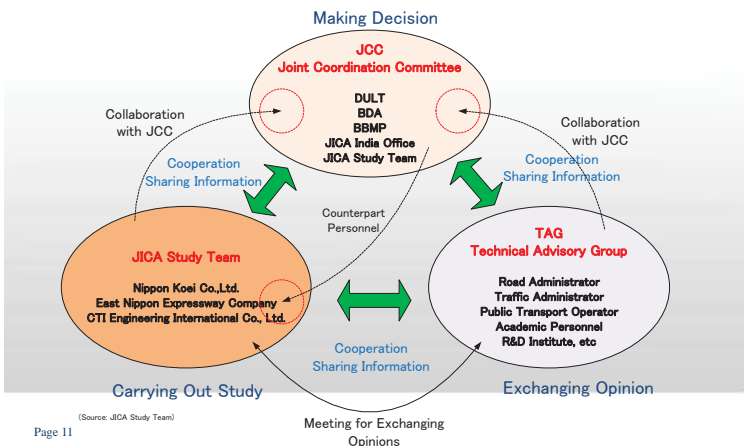 Making Decision
JCC
Joint Coordination Committee
DULT
BDA
BBMP
JICA India Office
JICA Study Team
Collaboration
with JCC
Collaboration
with JCC
Cooperation
Sharing Information
Cooperation
Sharing Information
Counterpart
Personnel
JICA Study Team
Nippon Koei Co.,Ltd.
East Nippon Expressway Company
CTI Engineering International Co., Ltd.
TAG
Technical Advisory Group
Road Administrator
Traffic Administrator
Public Transport Operator
Academic Personnel
R&D Institute, etc
Cooperation
Sharing Information
Carrying Out Study
Exchanging Opinion
(Source: JICA Study Team)
Meeting for Exchanging
Opinions
Page 11